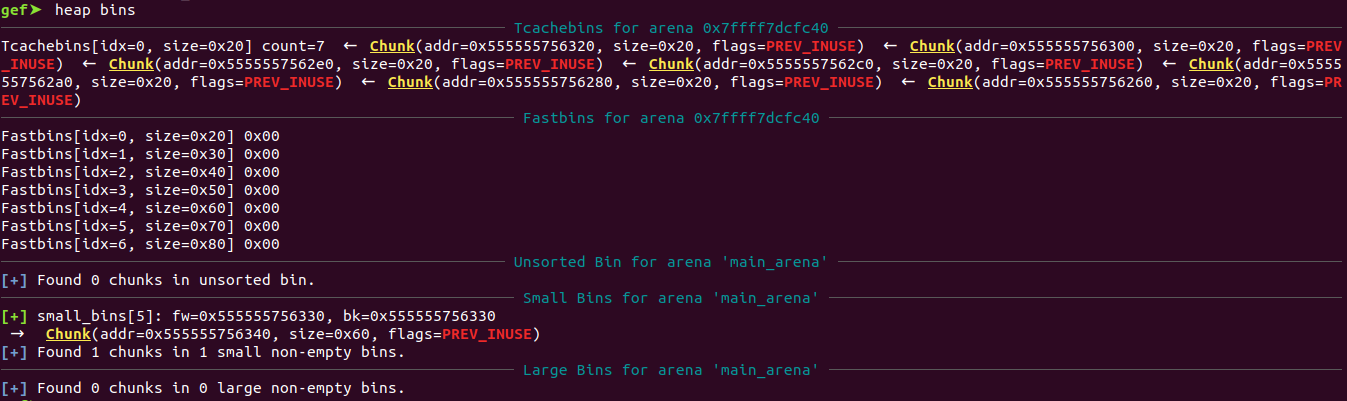 gef➤ heap bins
Tcachebins for arena 0x7ffff7dcfc40
Tcachebins[idx=0, size=0x20] count=7 ← Chunk(addr=0x555555756320, size=0x20, flags=PREV_INUSE) ← Chunk(addr=0x555555756300, size=0x20, flags=PREV
_INUSE) ← Chunk(addr=0x5555557562e0, size=0x20, flags=PREV_INUSE) ← Chunk(addr=0x5555557562c0, size=0x20, flags=PREV_INUSE) ← Chunk(addr=0x5555
557562a0, size=0x20, flags=PREV_INUSE) ← Chunk(addr=0x555555756280, size=0x20, flags=PREV_INUSE) ← Chunk(addr=0x555555756260, size=0x20, flags=PR
EV_INUSE)
Fastbins for arena 0x7ffff7dcfc40
Fastbins[idx=0, size=0x20] 0x00
Fastbins[idx=1, size=0x30] 0x00
Fastbins[idx=2, size=0x40] 0x00
Fastbins[idx=3, size=0x50] 0x00
Fastbins[idx=4, size=0x60] 0x00
Fastbins[idx=5, size=0x70] 0x00
Fastbins[idx=6, size=0x80] 0x00
Unsorted Bin for arena 'main_arena'
[+] Found 0 chunks in unsorted bin.
Small Bins for arena 'main_arena'
[+] small_bins[5]: fw=0x555555756330, bk=0x555555756330
→ Chunk(addr=0x555555756340, size=0x60, flags=PREV_INUSE)
[+] Found 1 chunks in 1 small non-empty bins.
Large Bins for arena 'main_arena'
[+] Found 0 chunks in 0 large non-empty bins.